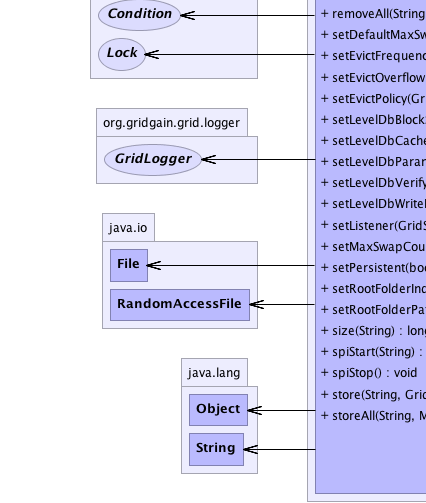 Condition
Lock
org.gridgain.grid.logger
GridLogger
java.io
File
RandomAccessFile
java.lang
Object
String
+ removeAll(String
+ setDefaultMaxSwa
+ setEvictFrequenc
+ setEvictOverflow
+ setEvictPolicy(Gr
+ setLevelDbBlock
+ setLevelDbCache
+ setLevelDbParan
+ setLevelDbVerify
+ setLevelDbWriteB
+ setListener(GridS
+ setMaxSwapCou
+ setPersistent(boo
+ setRootFolderInd
+ setRootFolderPa
+ size(String) : long
+ spiStart(String) :
+ spiStop() : void
+ store(String, Grid
+ storeAll(String, M